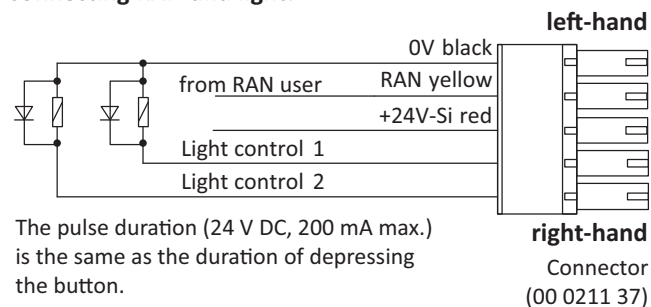 left-hand
0V black
from RAN user RAN yellow
+24V-Si red
Light control 1
Light control 2
The pulse duration (24 V DC, 200 mA max.)
is the same as the duration of depressing
the button.
right-hand
Connector
(00 0211 37)